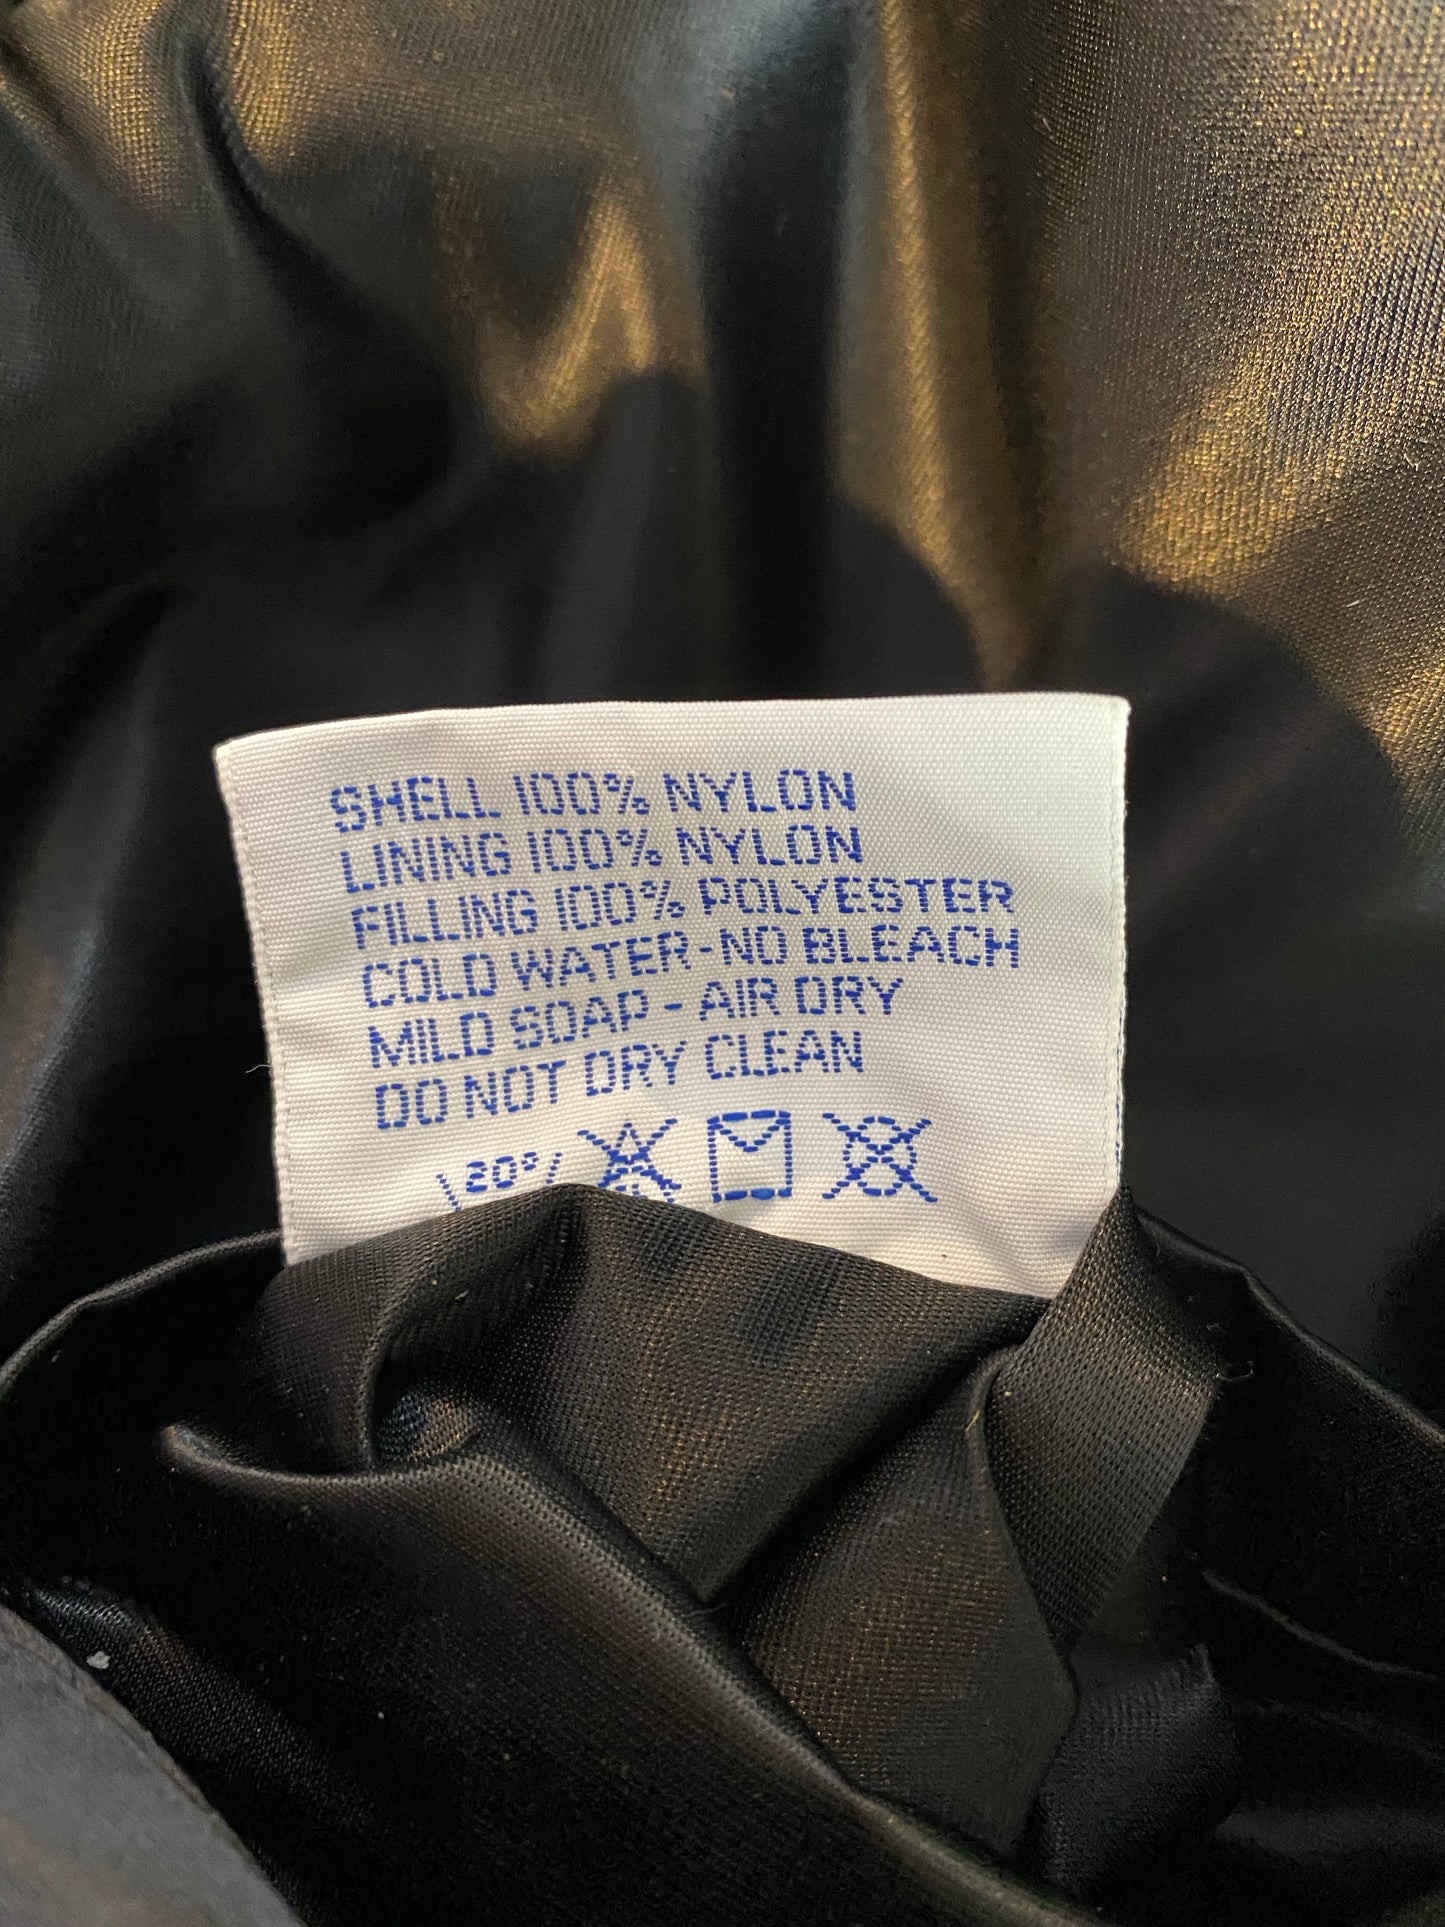 SHELL 100% NYLON
LINING 100% NYLON
FILLING 100% POLYESTER
COLD WATER-NO BLEACH
MILD SOAP - AIR DRY
DO NOT DRY CLEAN